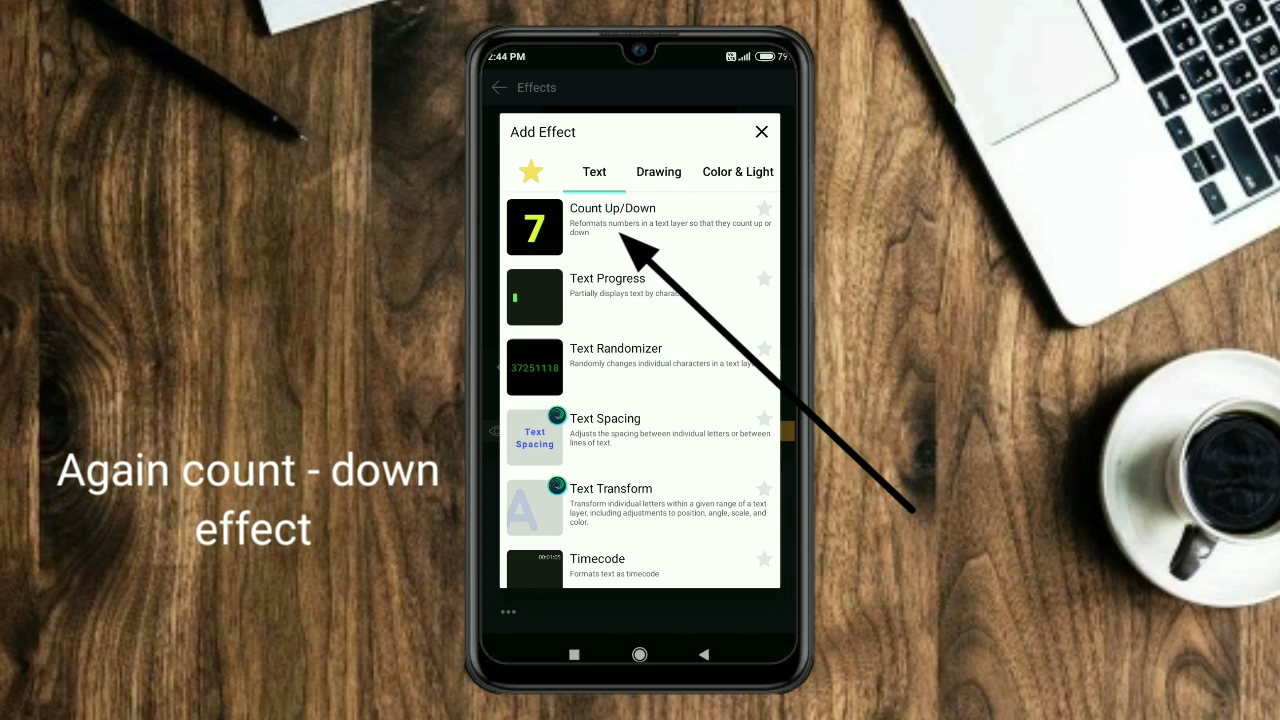 2:44 PM
79
Effects
Add Effect
Text
Drawing
Color & Light
7
Count Up/Down
Reformats numbers in a text layer so that they count up or
down
Text Progress
Partially displays text by
Text Randomizer
37251118
Randomly changes individual characters in a text
Text
Spacing
Text Spacing
Adjusts the spacing between individual letters or between
lines of text.
A
Text Transform
Transform individual letters within a given range of a text
layer, including adjustments to position, angle, scale, and
color.
00:01:05
Timecode
Formats text as timecode
Again count - down
effect